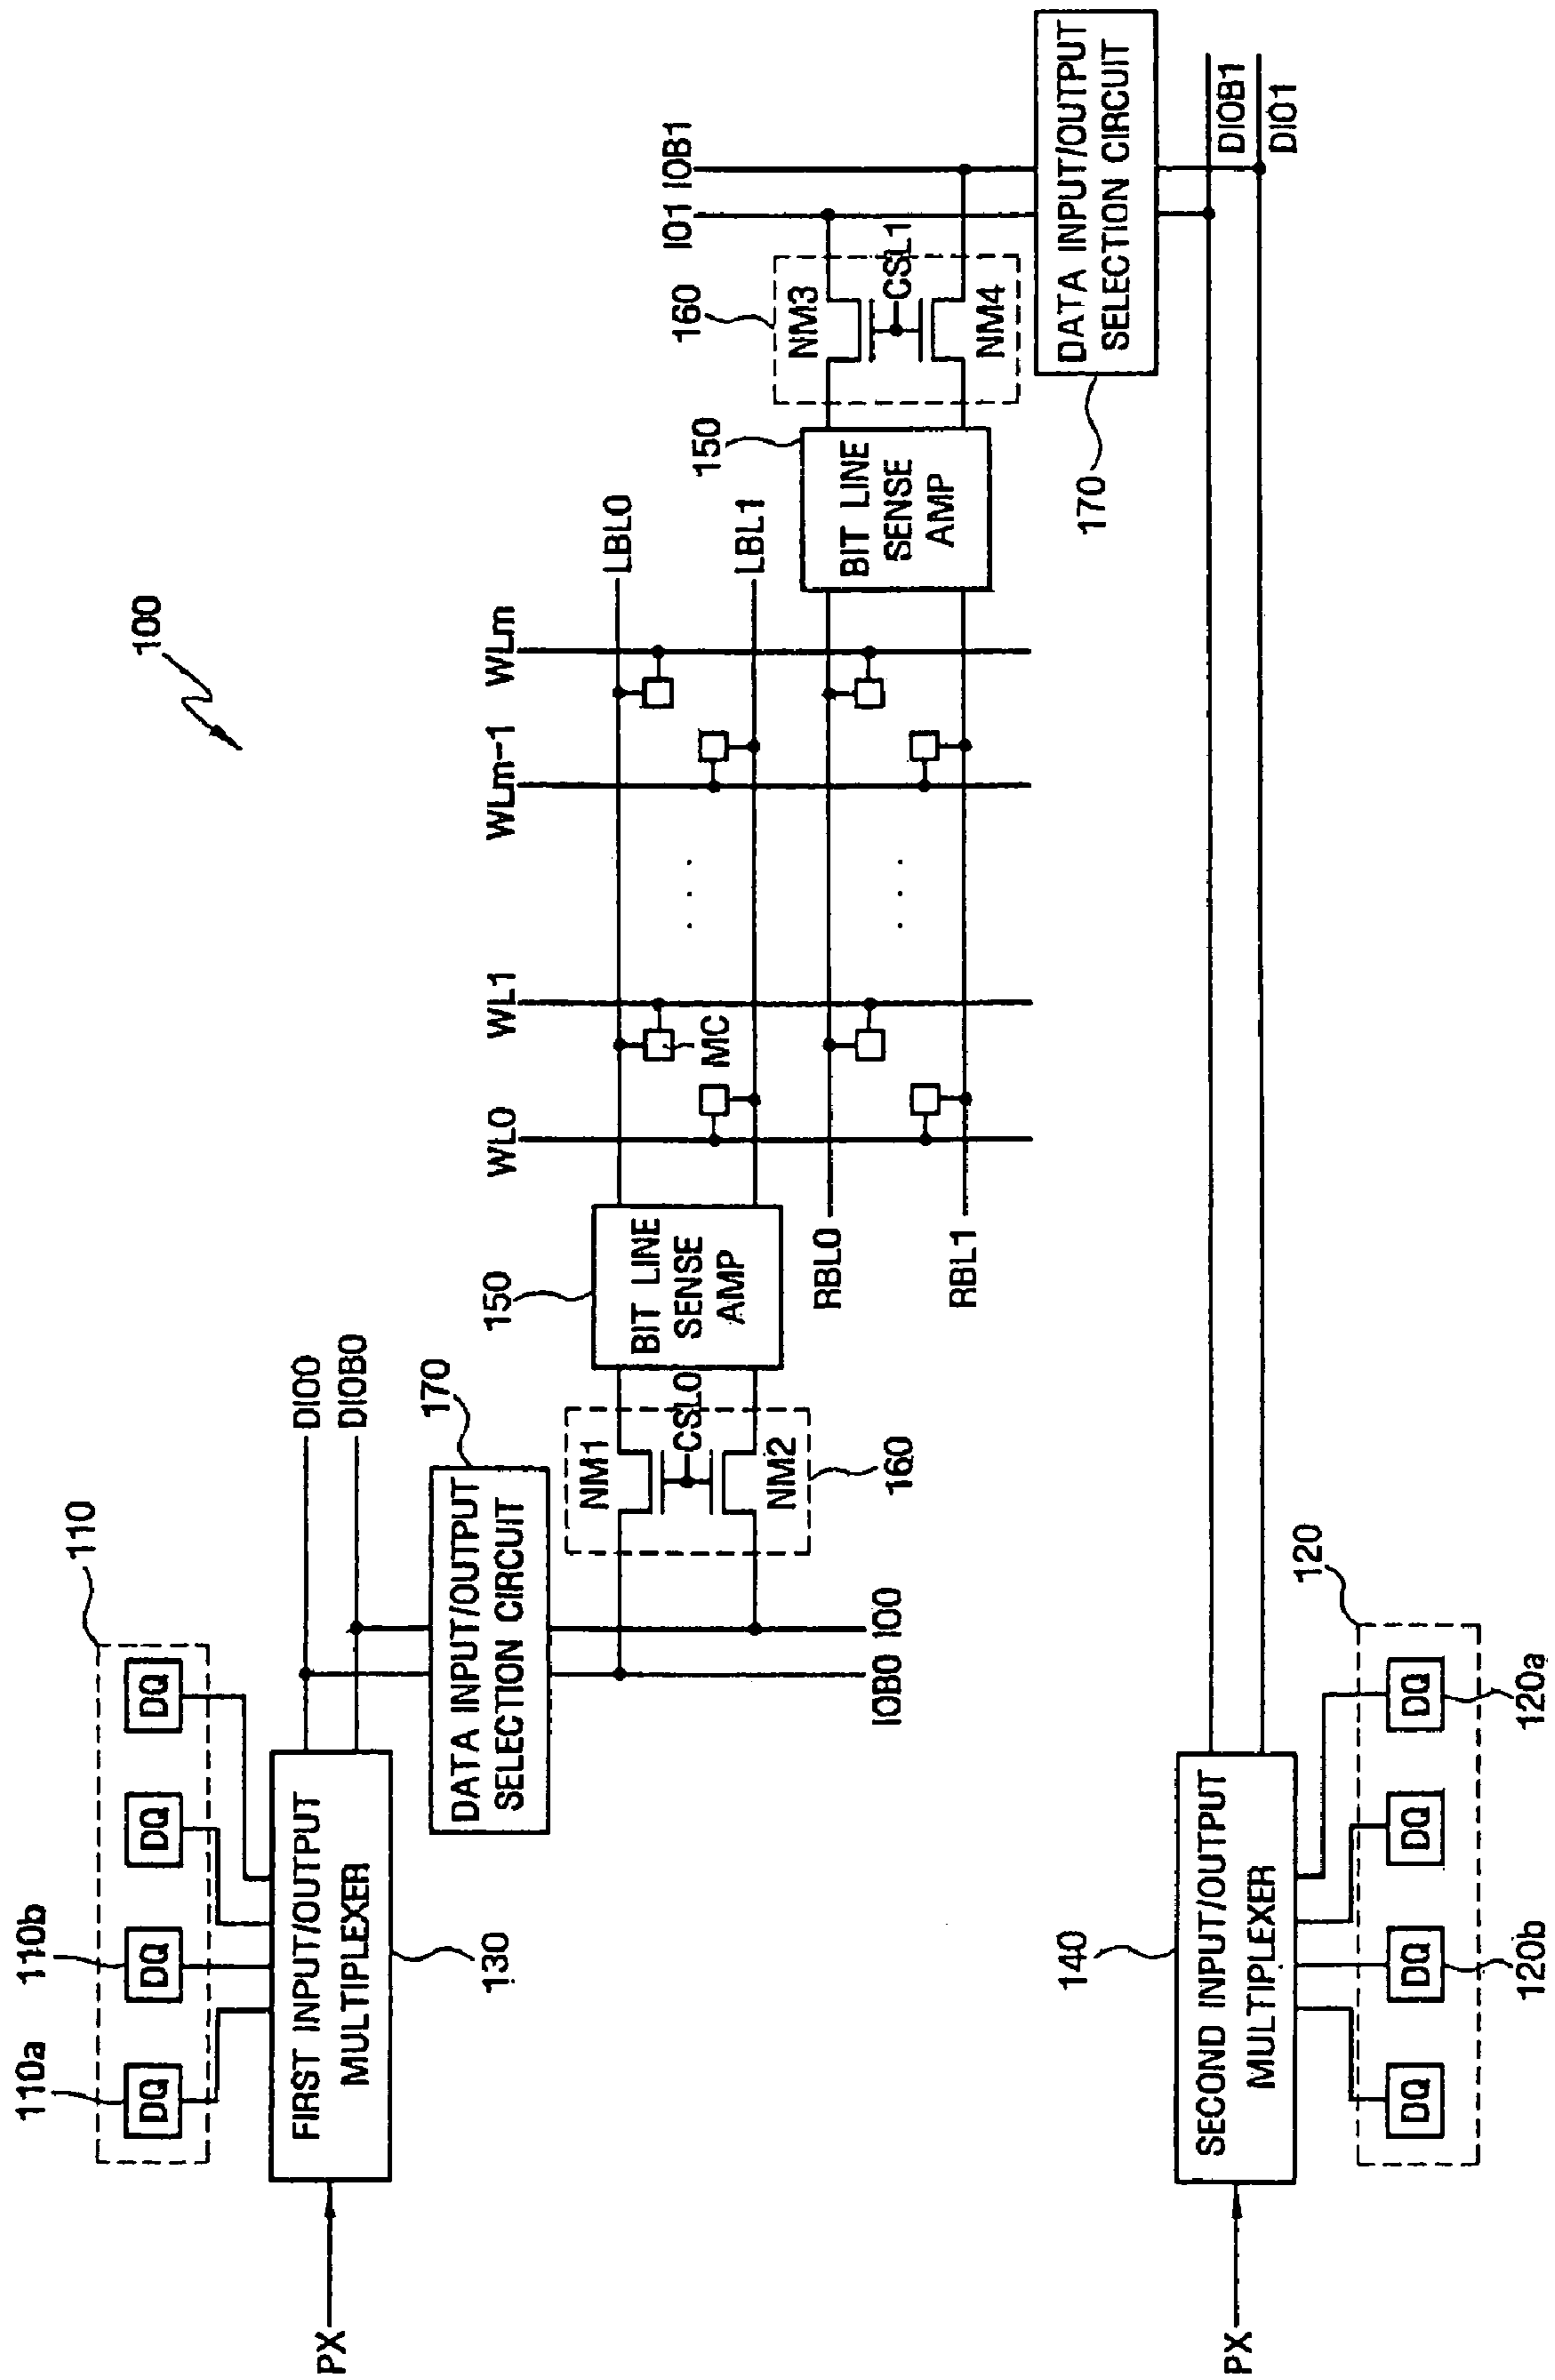 100
110a
110b
110
DQ
DQ
DQ
DQ
PX
FIRST INPUT/OUTPUT
MULTIPLEXER
130
DIO0
DIOB0
170
DATA INPUT/OUTPUT
SELECTION CIRCUIT
IOB0
IO0
160
NM1
CSL0
NM2
150
BIT LINE
SENSE
AMP
WL0
WL1
WLm-1
WLm
LBL0
LBL1
MC
. . .
. . .
RBL0
RBL1
150
BIT LINE
SENSE
AMP
160
NM3
CSL1
NM4
IO1
IOB1
170
DATA INPUT/OUTPUT
SELECTION CIRCUIT
DIOB1
DIO1
PX
140
SECOND INPUT/OUTPUT
MULTIPLEXER
120
DQ
DQ
DQ
DQ
120b
120a